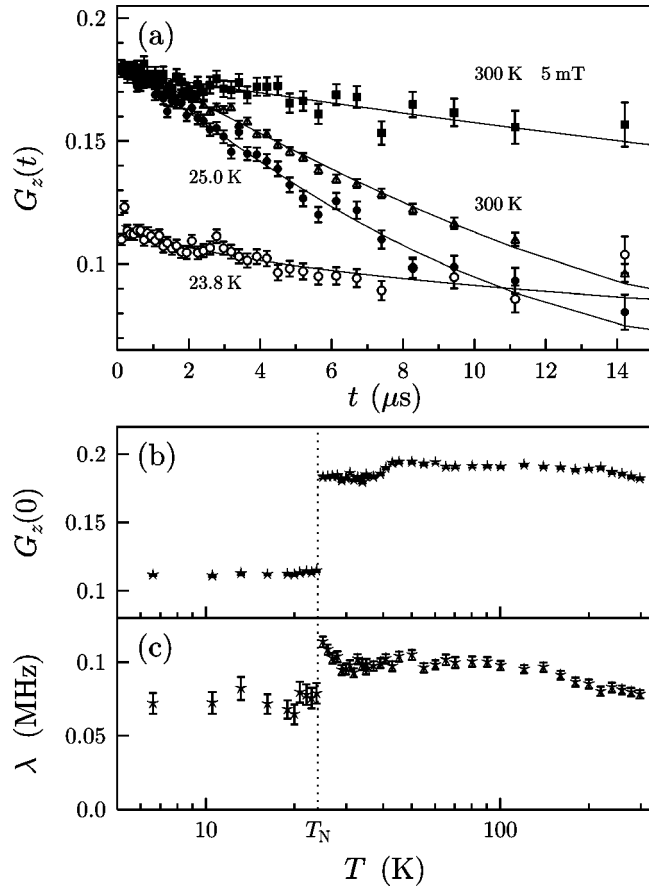 0.2
(a)
300 K 5 mT
0.15
G_z(t)
25.0 K
300 K
0.1
23.8 K
0 2 4 6 8 10 12 14
t (μs)
(b)
0.2
G_z(0)
0.1
(c)
0.1
λ (MHz)
0.05
0.0
10 T_N 100
T (K)